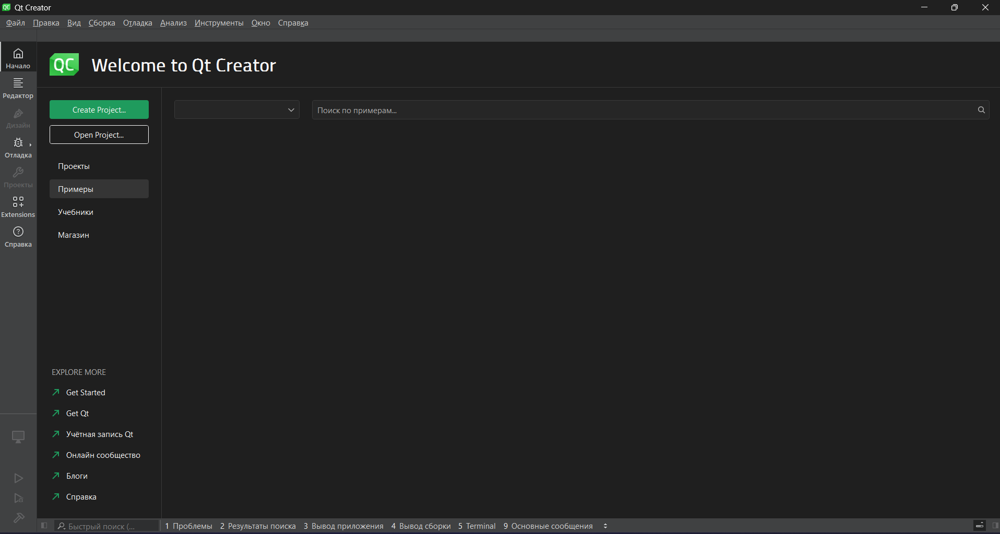 QC Qt Creator
Файл Правка Вид Сборка Отладка Анализ Инструменты Окно Справка
Начало
Редактор
Дизайн
Отладка
Проекты
Extensions
Справка
QC Welcome to Qt Creator
Create Project...
Open Project...
Проекты
Примеры
Учебники
Магазин
Поиск по примерам...
EXPLORE MORE
Get Started
Get Qt
Учётная запись Qt
Онлайн сообщество
Блоги
Справка
Быстрый поиск (... 1 Проблемы 2 Результаты поиска 3 Вывод приложения 4 Вывод сборки 5 Terminal 9 Основные сообщения